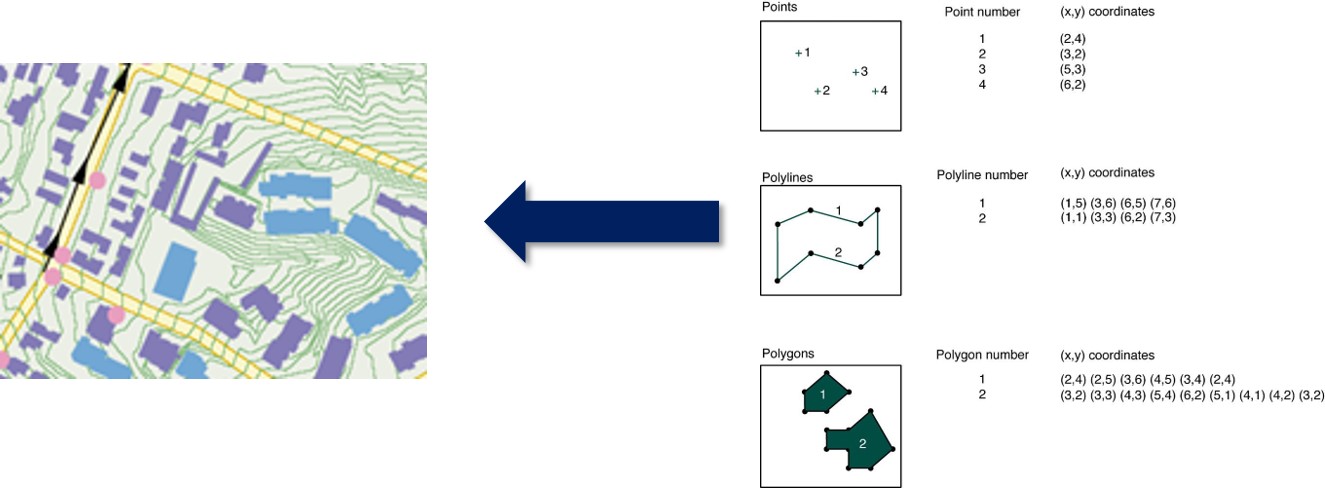 Points
Point number (x,y) coordinates
+1
+3
+2 +4
1 (2,4)
2 (3,2)
3 (5,3)
4 (6,2)
Polylines
Polyline number (x,y) coordinates
1
2
1 (1,5) (3,6) (6,5) (7,6)
2 (1,1) (3,3) (6,2) (7,3)
Polygons
Polygon number (x,y) coordinates
1
2
1 (2,4) (2,5) (3,6) (4,5) (3,4) (2,4)
2 (3,2) (3,3) (4,3) (5,4) (6,2) (5,1) (4,1) (4,2) (3,2)